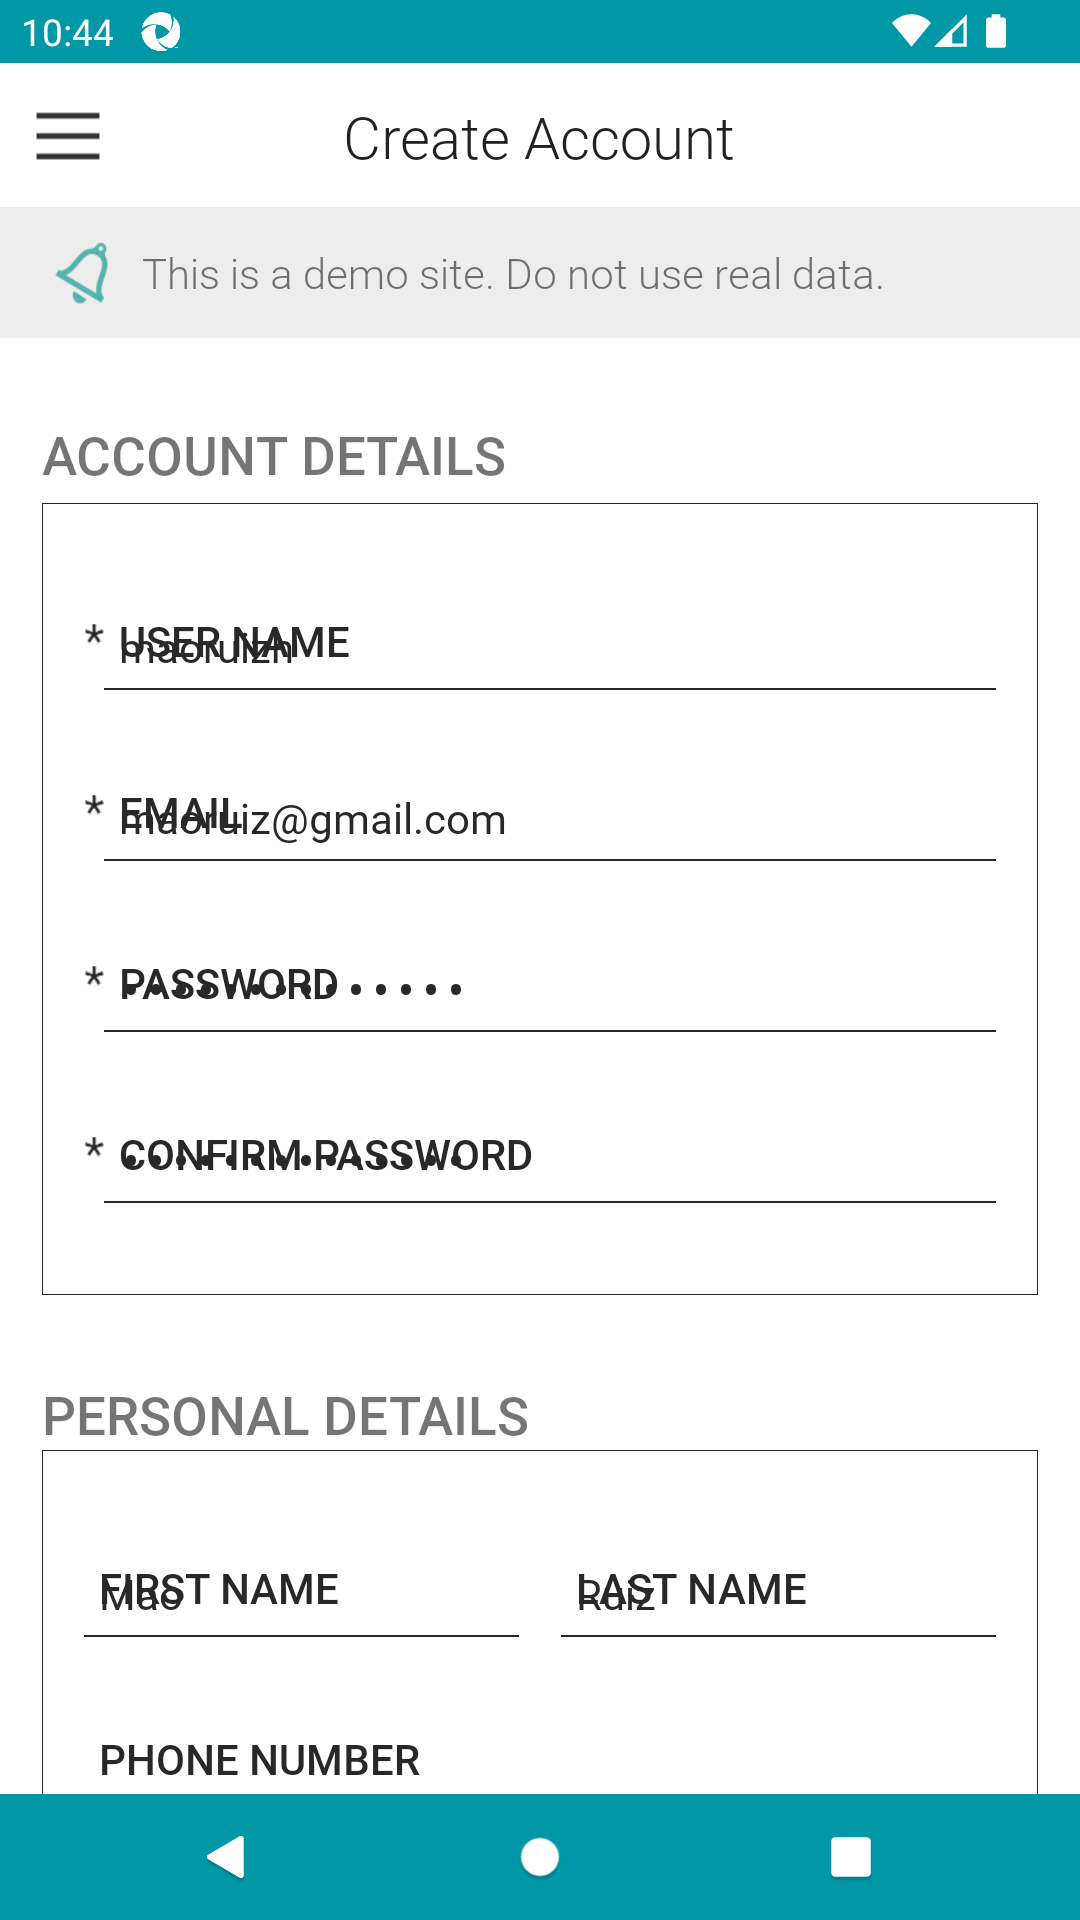 10:44
Create Account
This is a demo site. Do not use real data.
ACCOUNT DETAILS
* USER NAME
maoruizh
* EMAIL
maoruiz@gmail.com
* PASSWORD
••••••••••••••
* CONFIRM PASSWORD
••••••••••••••
PERSONAL DETAILS
FIRST NAME LAST NAME
Mao Ruiz
PHONE NUMBER